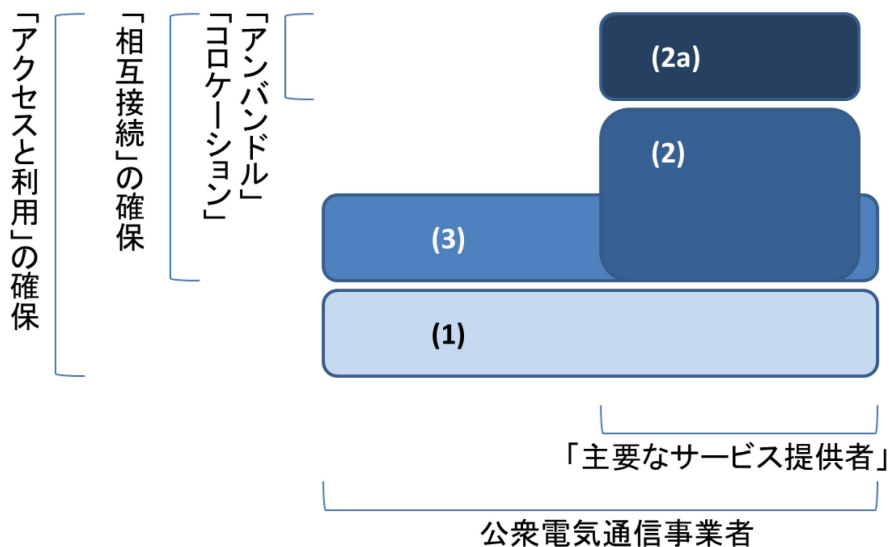 「アクセスと利用」の確保
「相互接続」の確保
「コロケーション」
「アンバンドル」
(2a)
(2)
(3)
(1)
「主要なサービス提供者」
公衆電気通信事業者